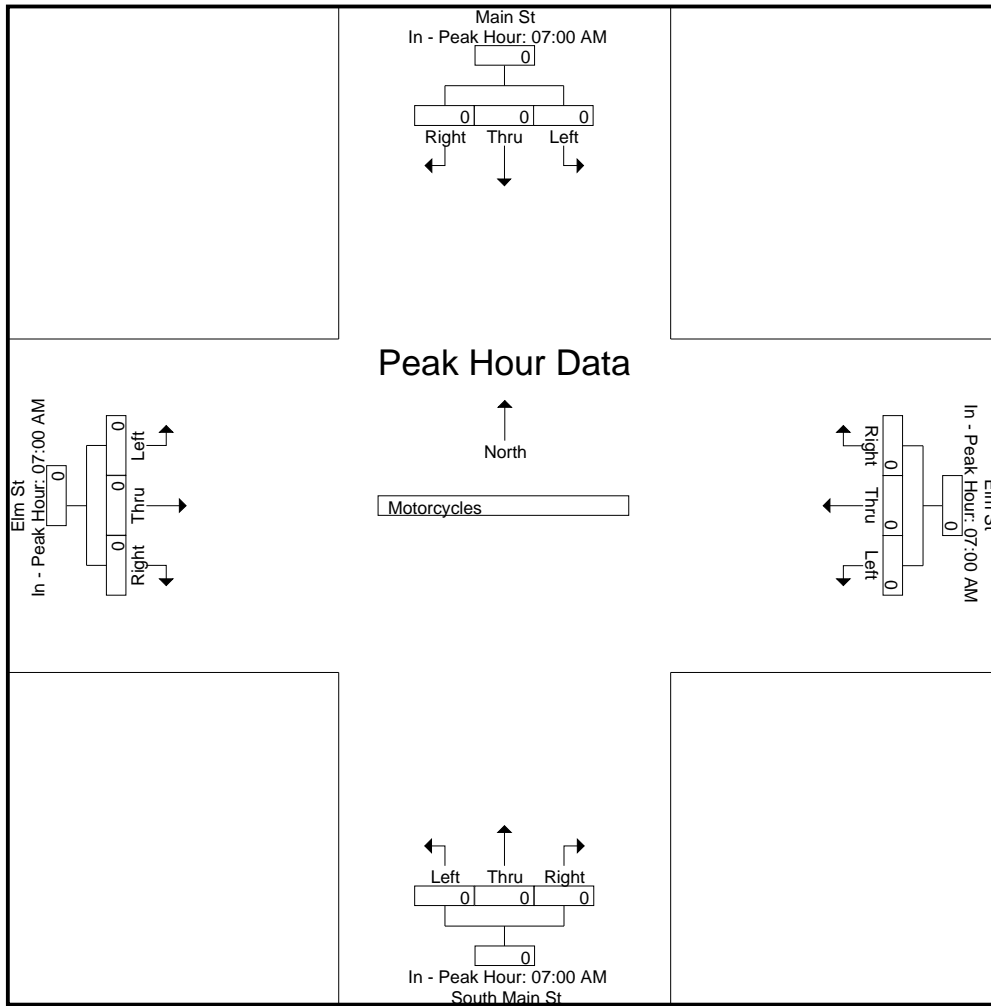 Main St
In - Peak Hour: 07:00 AM
0
0 0 0
Right Thru Left
Peak Hour Data
North
Motorcycles
Elm St
In - Peak Hour: 07:00 AM
0
0 0 0
Left Thru Right
Elm St
In - Peak Hour: 07:00 AM
0
0 0 0
Right Thru Left
Left Thru Right
0 0 0
0
In - Peak Hour: 07:00 AM
South Main St